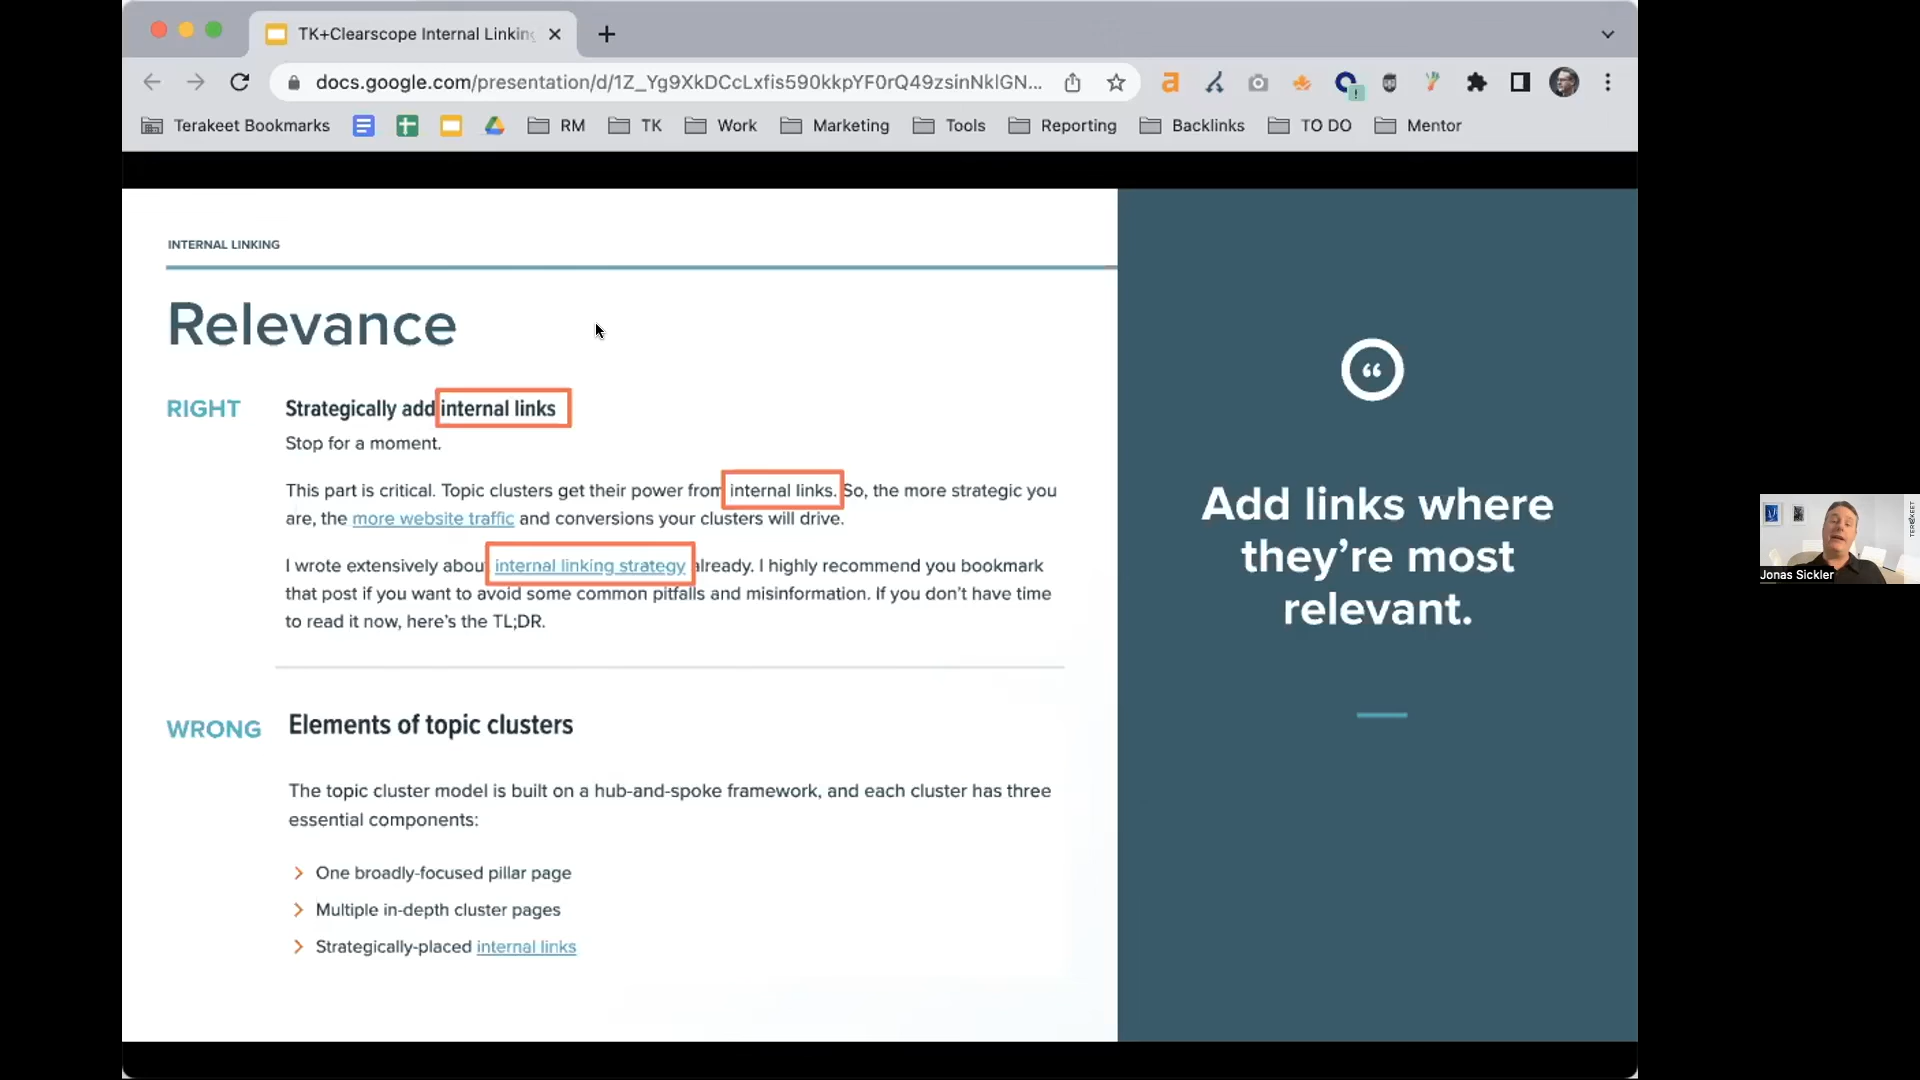 TK+Clearscope Internal Linkin
docs.google.com/presentation/d/1Z_Yg9XkDCcLxfis590kkpYF0rQ49zsinNklGN...
Terakeet Bookmarks RM TK Work Marketing Tools Reporting Backlinks TO DO Mentor
INTERNAL LINKING
Relevance
RIGHT
Strategically add internal links
Stop for a moment.
This part is critical. Topic clusters get their power from internal links. So, the more strategic you
are, the more website traffic and conversions your clusters will drive.
I wrote extensively abou internal linking strategy already. I highly recommend you bookmark
that post if you want to avoid some common pitfalls and misinformation. If you don't have time
to read it now, here's the TL;DR.
WRONG
Elements of topic clusters
The topic cluster model is built on a hub-and-spoke framework, and each cluster has three
essential components:
One broadly-focused pillar page
Multiple in-depth cluster pages
Strategically-placed internal links
“
Add links where
they're most
relevant.
TERAKEET
Jonas Sickler